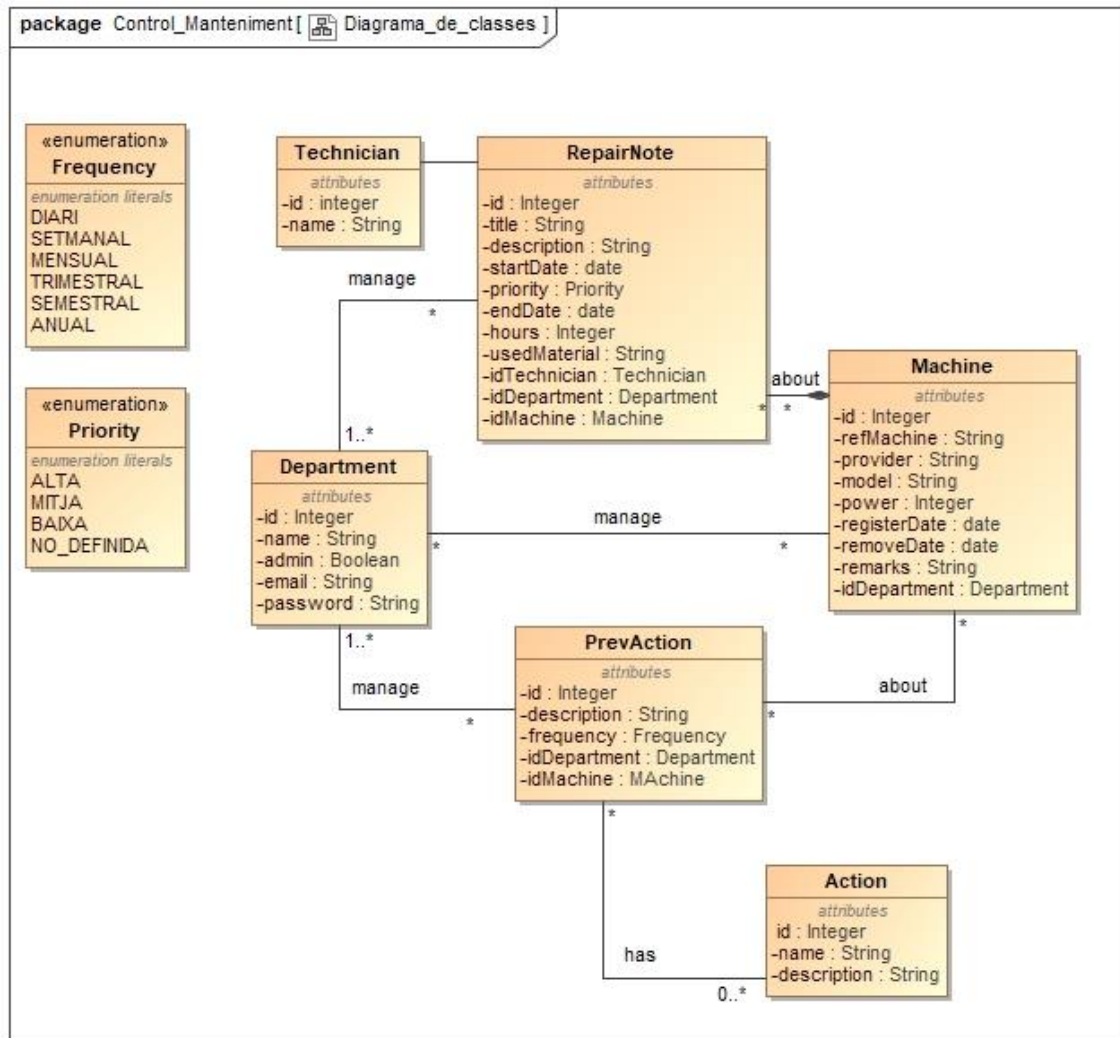 package Control_Manteniment [ Diagrama_de_classes ]
«enumeration»
Frequency
enumeration literals
DIARI
SETMANAL
MENSUAL
TRIMESTRAL
SEMESTRAL
ANUAL
«enumeration»
Priority
enumeration literals
ALTA
MITJA
BAIXA
NO_DEFINIDA
Technician
attributes
-id : integer
-name : String
RepairNote
attributes
-id : Integer
-title : String
-description : String
-startDate : date
-priority : Priority
-endDate : date
-hours : Integer
-usedMaterial : String
-idTechnician : Technician
-idDepartment : Department
-idMachine : Machine
manage
*
1..*
about
*
*
Machine
attributes
-id : Integer
-refMachine : String
-provider : String
-model : String
-power : Integer
-registerDate : date
-removeDate : date
-remarks : String
-idDepartment : Department
Department
attributes
-id : Integer
-name : String
-admin : Boolean
-email : String
-password : String
manage
*
*
1..*
manage
*
PrevAction
attributes
-id : Integer
-description : String
-frequency : Frequency
-idDepartment : Department
-idMachine : MAchine
*
about
*
*
has
0..*
Action
attributes
id : Integer
-name : String
-description : String